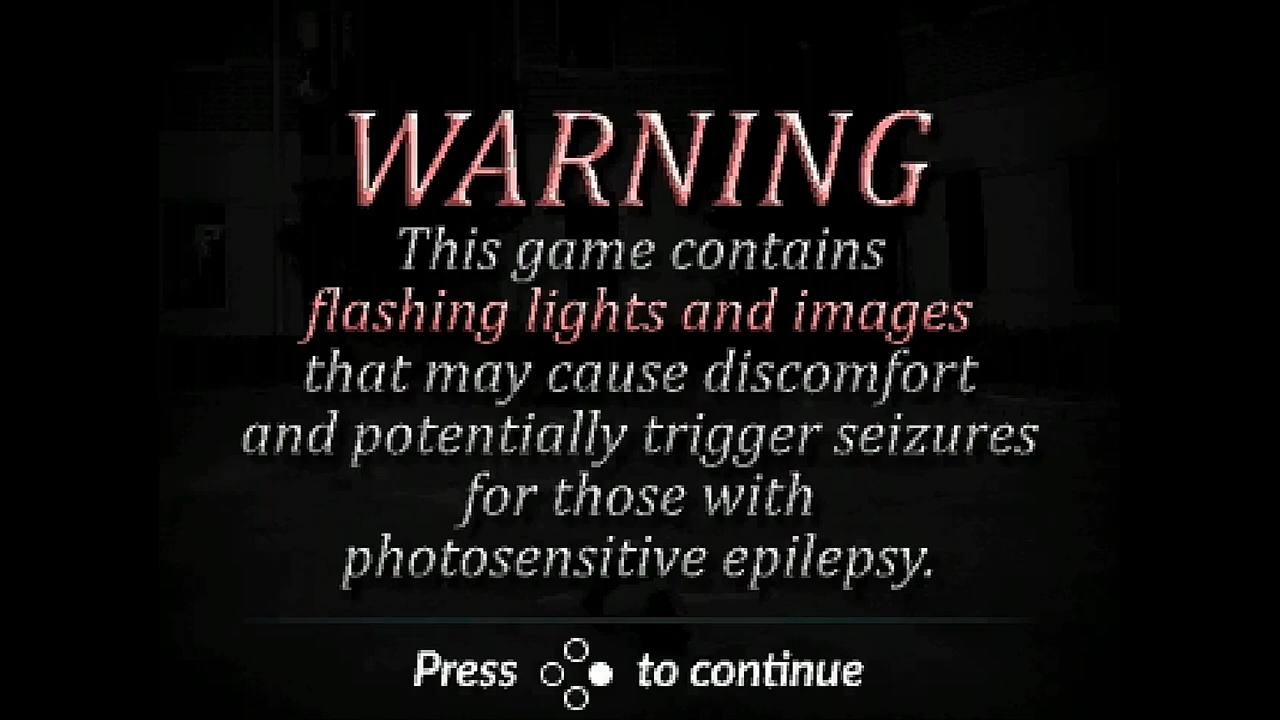 WARNING
This game contains
flashing lights and images
that may cause discomfort
and potentially trigger seizures
for those with
photosensitive epilepsy.
Press to continue